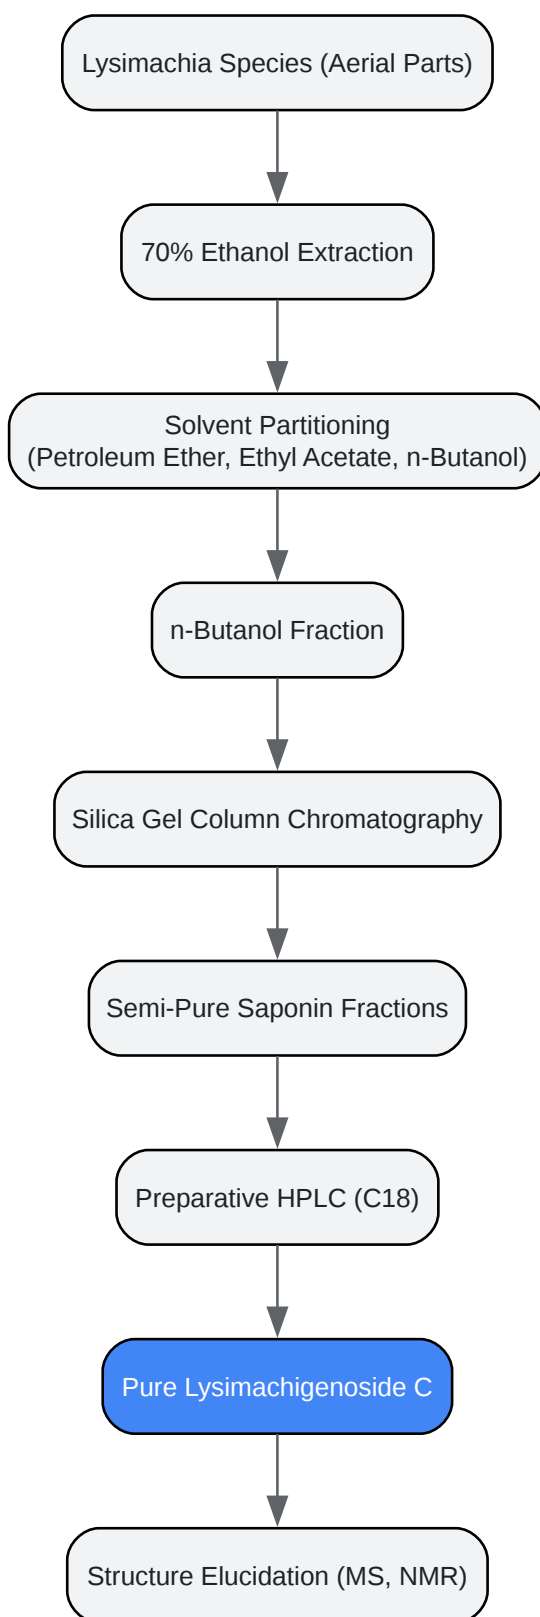 Lysimachia Species (Aerial Parts)
70% Ethanol Extraction
Solvent Partitioning
(Petroleum Ether, Ethyl Acetate, n-Butanol)
n-Butanol Fraction
Silica Gel Column Chromatography
Semi-Pure Saponin Fractions
Preparative HPLC (C18)
Pure Lysimachigenoside C
Structure Elucidation (MS, NMR)